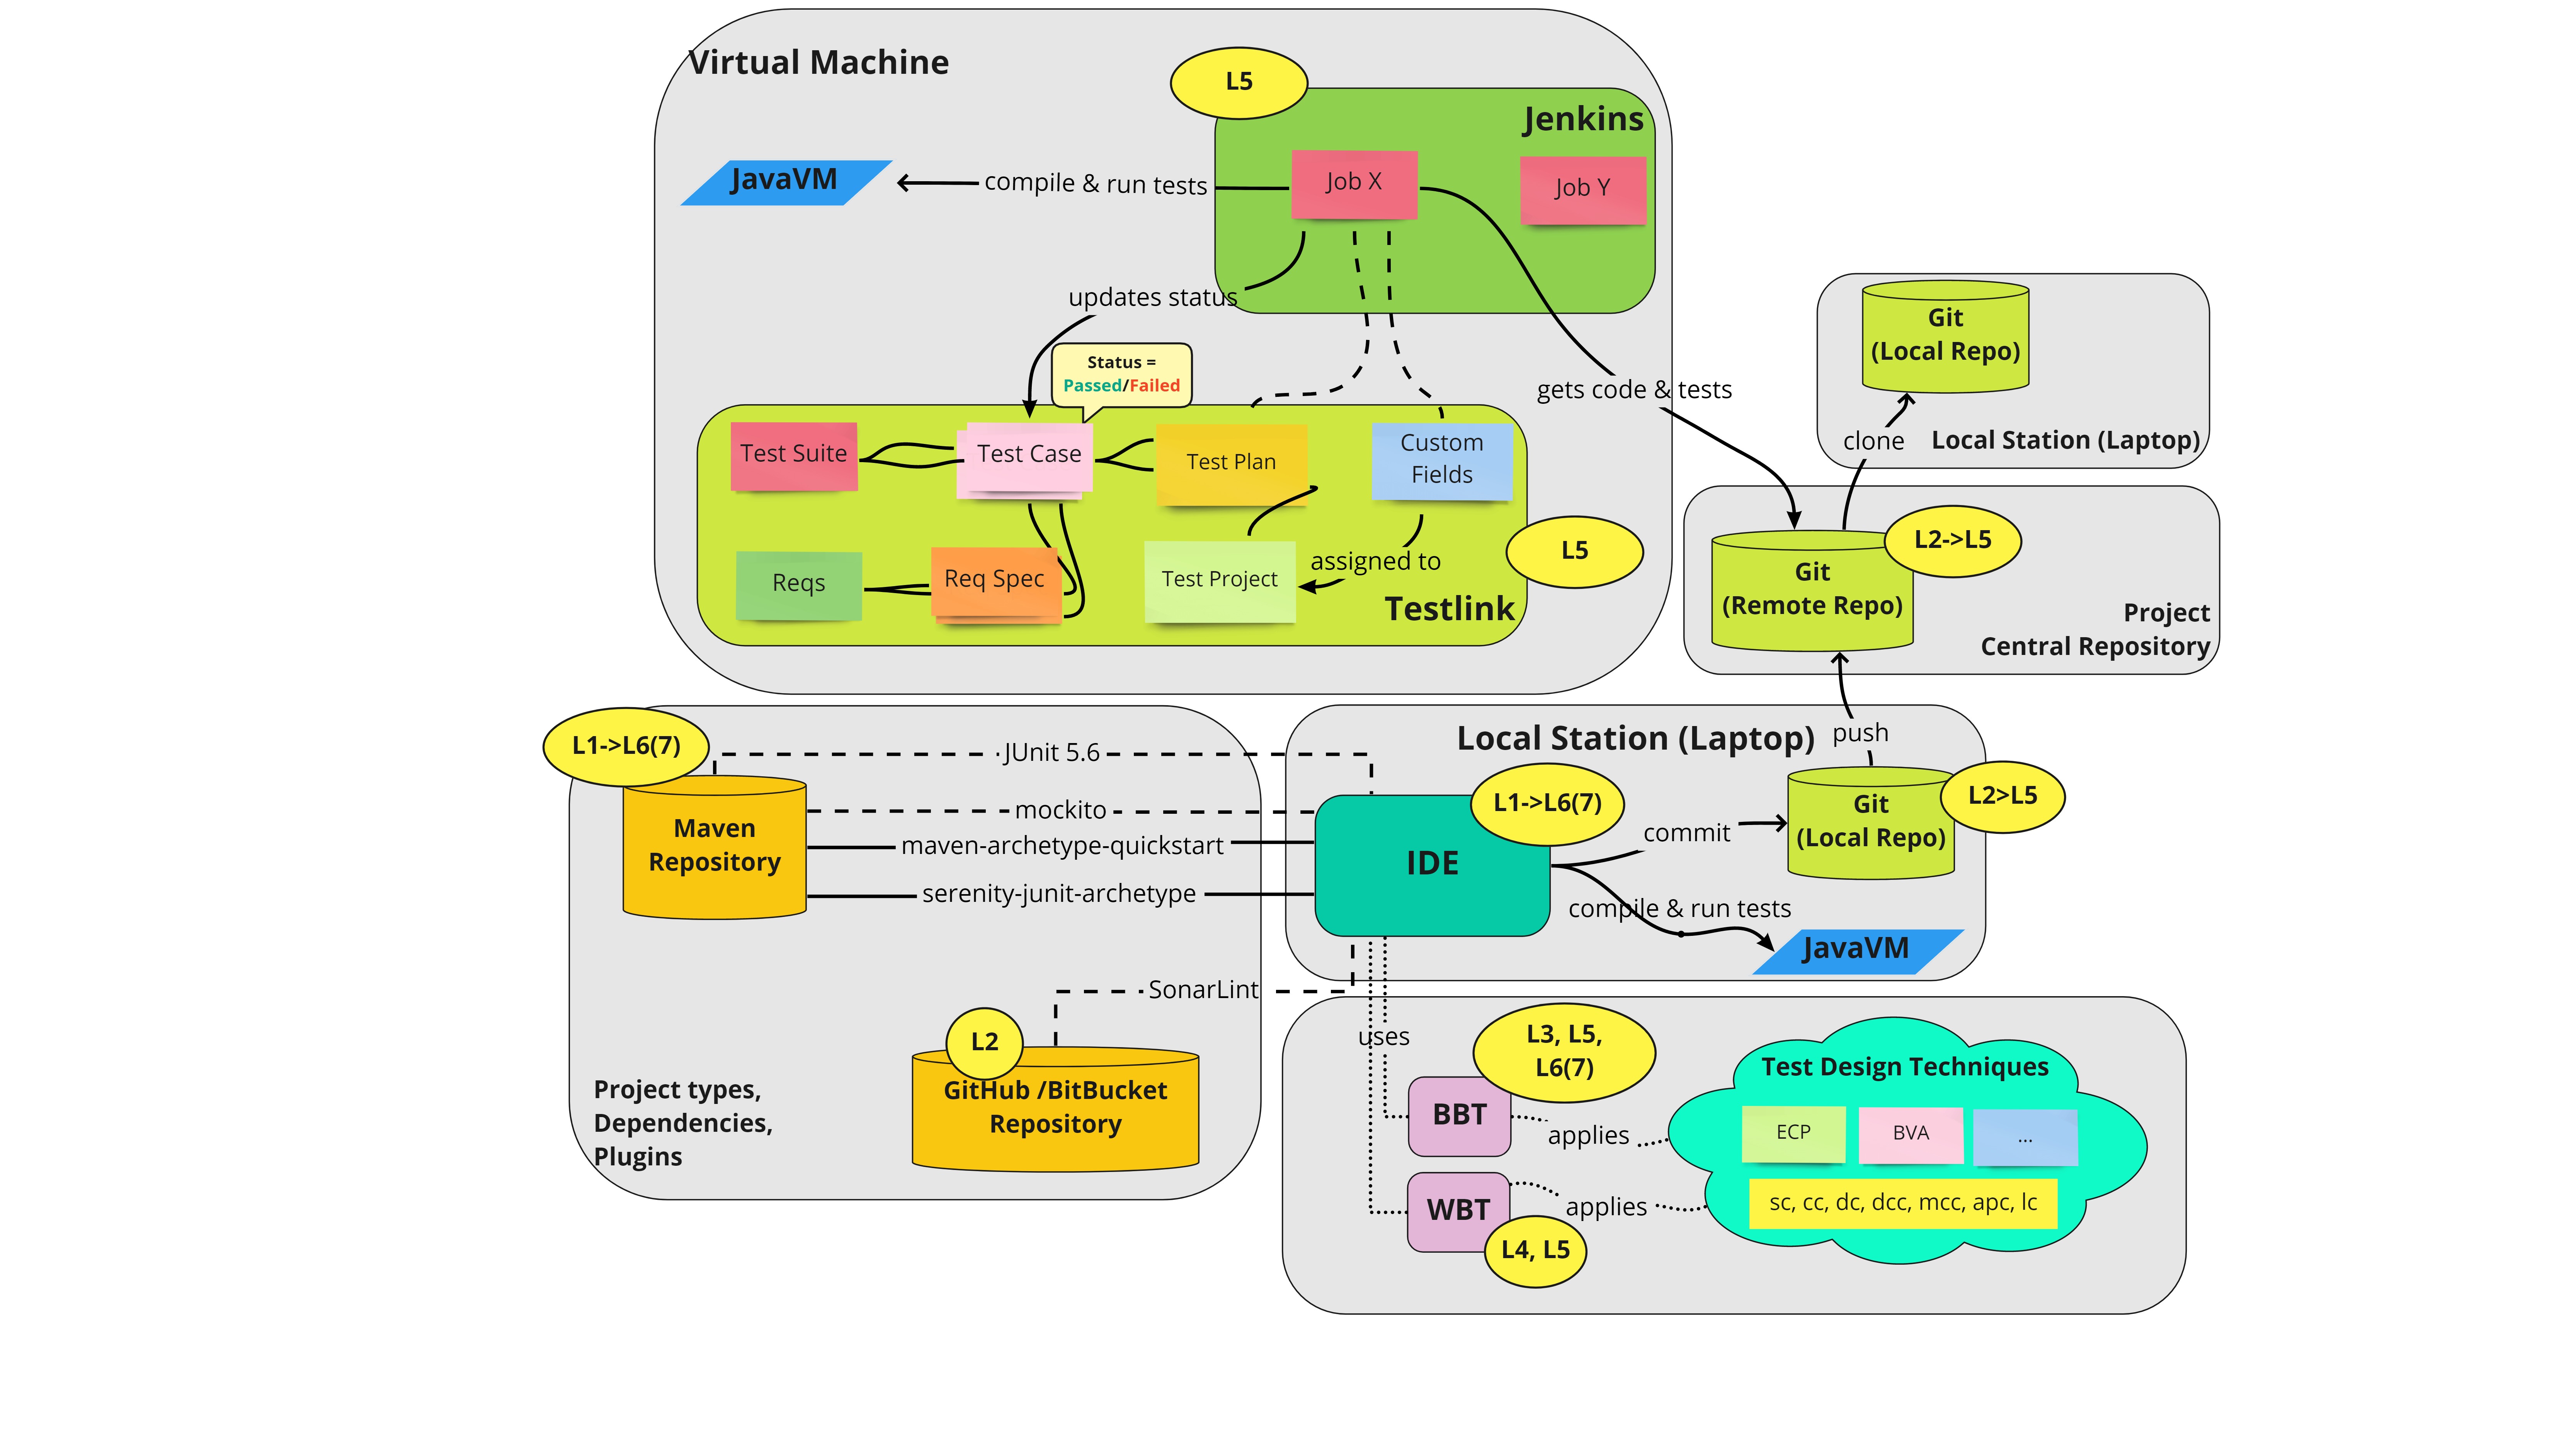 Virtual Machine
L5
Jenkins
JavaVM
compile & run tests
Job X
Job Y
updates status
Status =
Passed/Failed
gets code & tests
Git
(Local Repo)
clone
Local Station (Laptop)
Test Suite
Test Case
Test Plan
Custom
Fields
L5
L2->L5
Reqs
Req Spec
Test Project
assigned to
Testlink
Git
(Remote Repo)
Project
Central Repository
L1->L6(7)
JUnit 5.6
Local Station (Laptop)
push
mockito
L1->L6(7)
L2>L5
Maven
Repository
maven-archetype-quickstart
IDE
commit
Git
(Local Repo)
serenity-junit-archetype
compile & run tests
JavaVM
SonarLint
L2
uses
L3, L5,
L6(7)
Test Design Techniques
Project types,
Dependencies,
Plugins
GitHub /BitBucket
Repository
BBT
applies
ECP
BVA
...
WBT
applies
sc, cc, dc, dcc, mcc, apc, lc
L4, L5